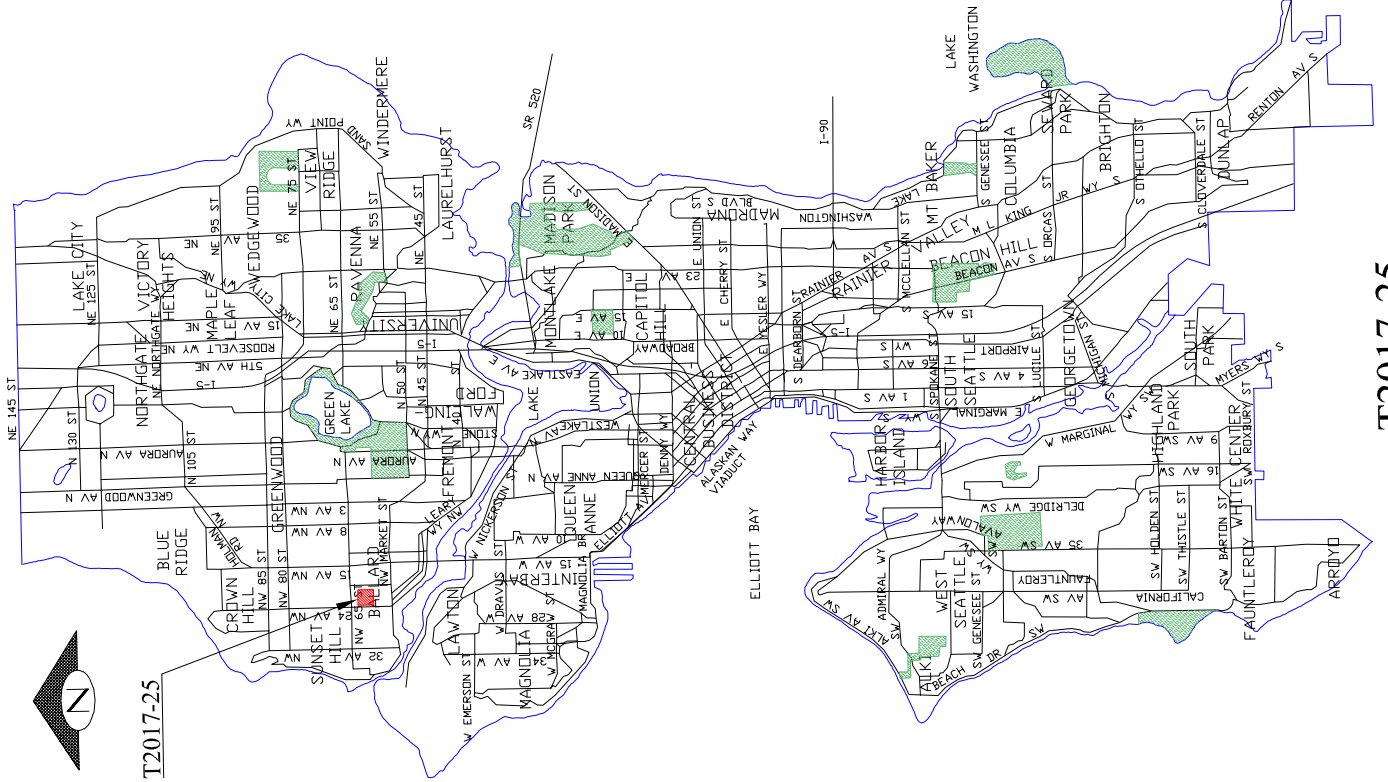 NE 145 ST
LAKE CITY
NE 125 ST
N 130 ST
NORTHGATE
NE NORTHGATE WY
VICTORY
HEIGHTS
MAPLE
LEAF
LAKE CITY WY NE
WEDGEWOOD
NE 95 ST
35 AV NE
NE 75 ST
VIEW
RIDGE
SAND
POINT WY
WINDERMERE
NE 65 ST
RAVENNA
NE 55 ST
NE 45 ST
LAURELHURST
15 AV NE
ROOSEVELT WY NE
5TH AV NE
I-5
UNIVERSITY
I-5
GREEN
LAKE
N 50 ST
N 45 ST
WALLING-
FORD
N 40 ST
STONE WY N
FREMONT
AURORA AV N
AURORA AV N
GREENWOOD AV N
N 105 ST
GREENWOOD
3 AV NW
8 AV NW
BLUE
RIDGE
HOLMAN RD
NW
CROWN
HILL
NW 85 ST
NW 80 ST
15 AV NW
24 AV NW
32 AV NW
SUNSET
HILL
NW 65 ST
BALLARD
NW MARKET ST
LEARY
WY NW
T2017-25
N
SR 520
MADISON
PARK
E MADISON ST
MONTLAKE
LAKE
UNION
EASTLAKE AV E
WESTLAKE AV N
CAPITOL
HILL
10 AV E
15 AV E
23 AV E
BROADWAY
E UNION ST
E CHERRY ST
MADRONA
E YESLER WY
LAKE WASHINGTON BLVD S
W NICKERSON ST
QUEEN
ANNE
QUEEN ANNE AV N
10 AV W
15 AV W
INTERBAY
W DRAVUS ST
LAWTON
28 AV W
34 AV W
W MCGRAW ST
W EMERSON ST
MAGNOLIA
MAGNOLIA BR
ELLIOTT AV
MERCER ST
DENNY WY
CENTRAL
BUSINESS
DISTRICT
ALASKAN WAY
VIADUCT
ELLIOTT BAY
I-90
LAKE
WASHINGTON
S DEARBORN ST
RAINIER AV S
RAINIER VALLEY
MT BAKER
S MCCLELLAN ST
M L KING JR WY S
BEACON HILL
BEACON AV S
S GENESEE ST
COLUMBIA
S ORCAS ST
SEWARD
PARK
BRIGHTON
S OTHELLO ST
S CLOVERDALE ST
DUNLAP
RENTON AV S
15 AV S
I-5
AIRPORT WY S
6 AV S
4 AV S
1 AV S
S SPOKANE ST
SOUTH
SEATTLE
S LUCILE ST
GEORGETOWN
S MICHIGAN ST
E MARGINAL WY S
HARBOR
ISLAND
W MARGINAL WY SW
SOUTH
PARK
MYERS WY S
HIGHLAND
PARK
9 AV SW
16 AV SW
WHITE CENTER
SW ROXBURY ST
DELRIDGE WY SW
AVALON WAY
35 AV SW
SW HOLDEN ST
SW THISTLE ST
SW BARTON ST
FAUNTLEROY WY SW
CALIFORNIA AV SW
ADMIRAL WY SW
ALKI AV SW
WEST
SEATTLE
SW GENESEE ST
ALKI
BEACH DR SW
FAUNTLEROY
ARROYO
T2017-25